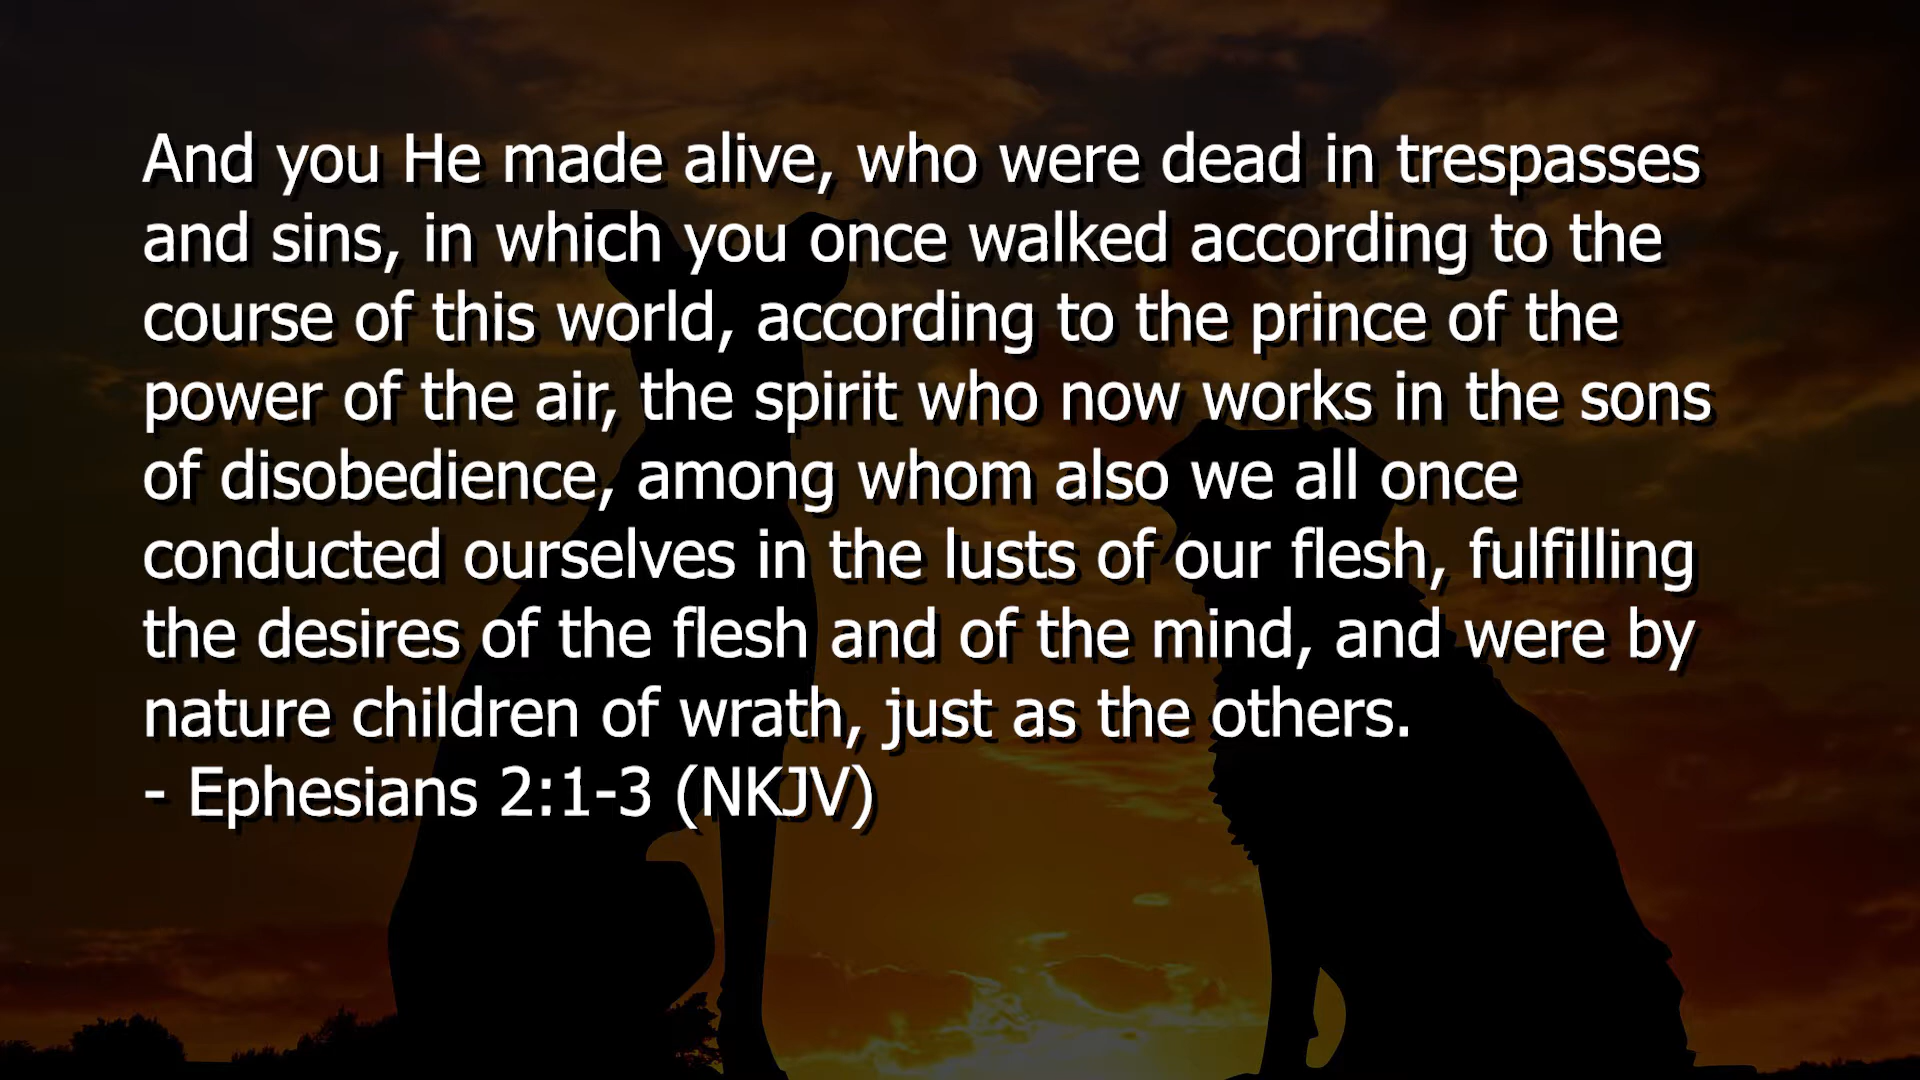 And you He made alive, who were dead in trespasses
and sins, in which you once walked according to the
course of this world, according to the prince of the
power of the air, the spirit who now works in the sons
of disobedience, among whom also we all once
conducted ourselves in the lusts of our flesh, fulfilling
the desires of the flesh and of the mind, and were by
nature children of wrath, just as the others.
- Ephesians 2:1-3 (NKJV)